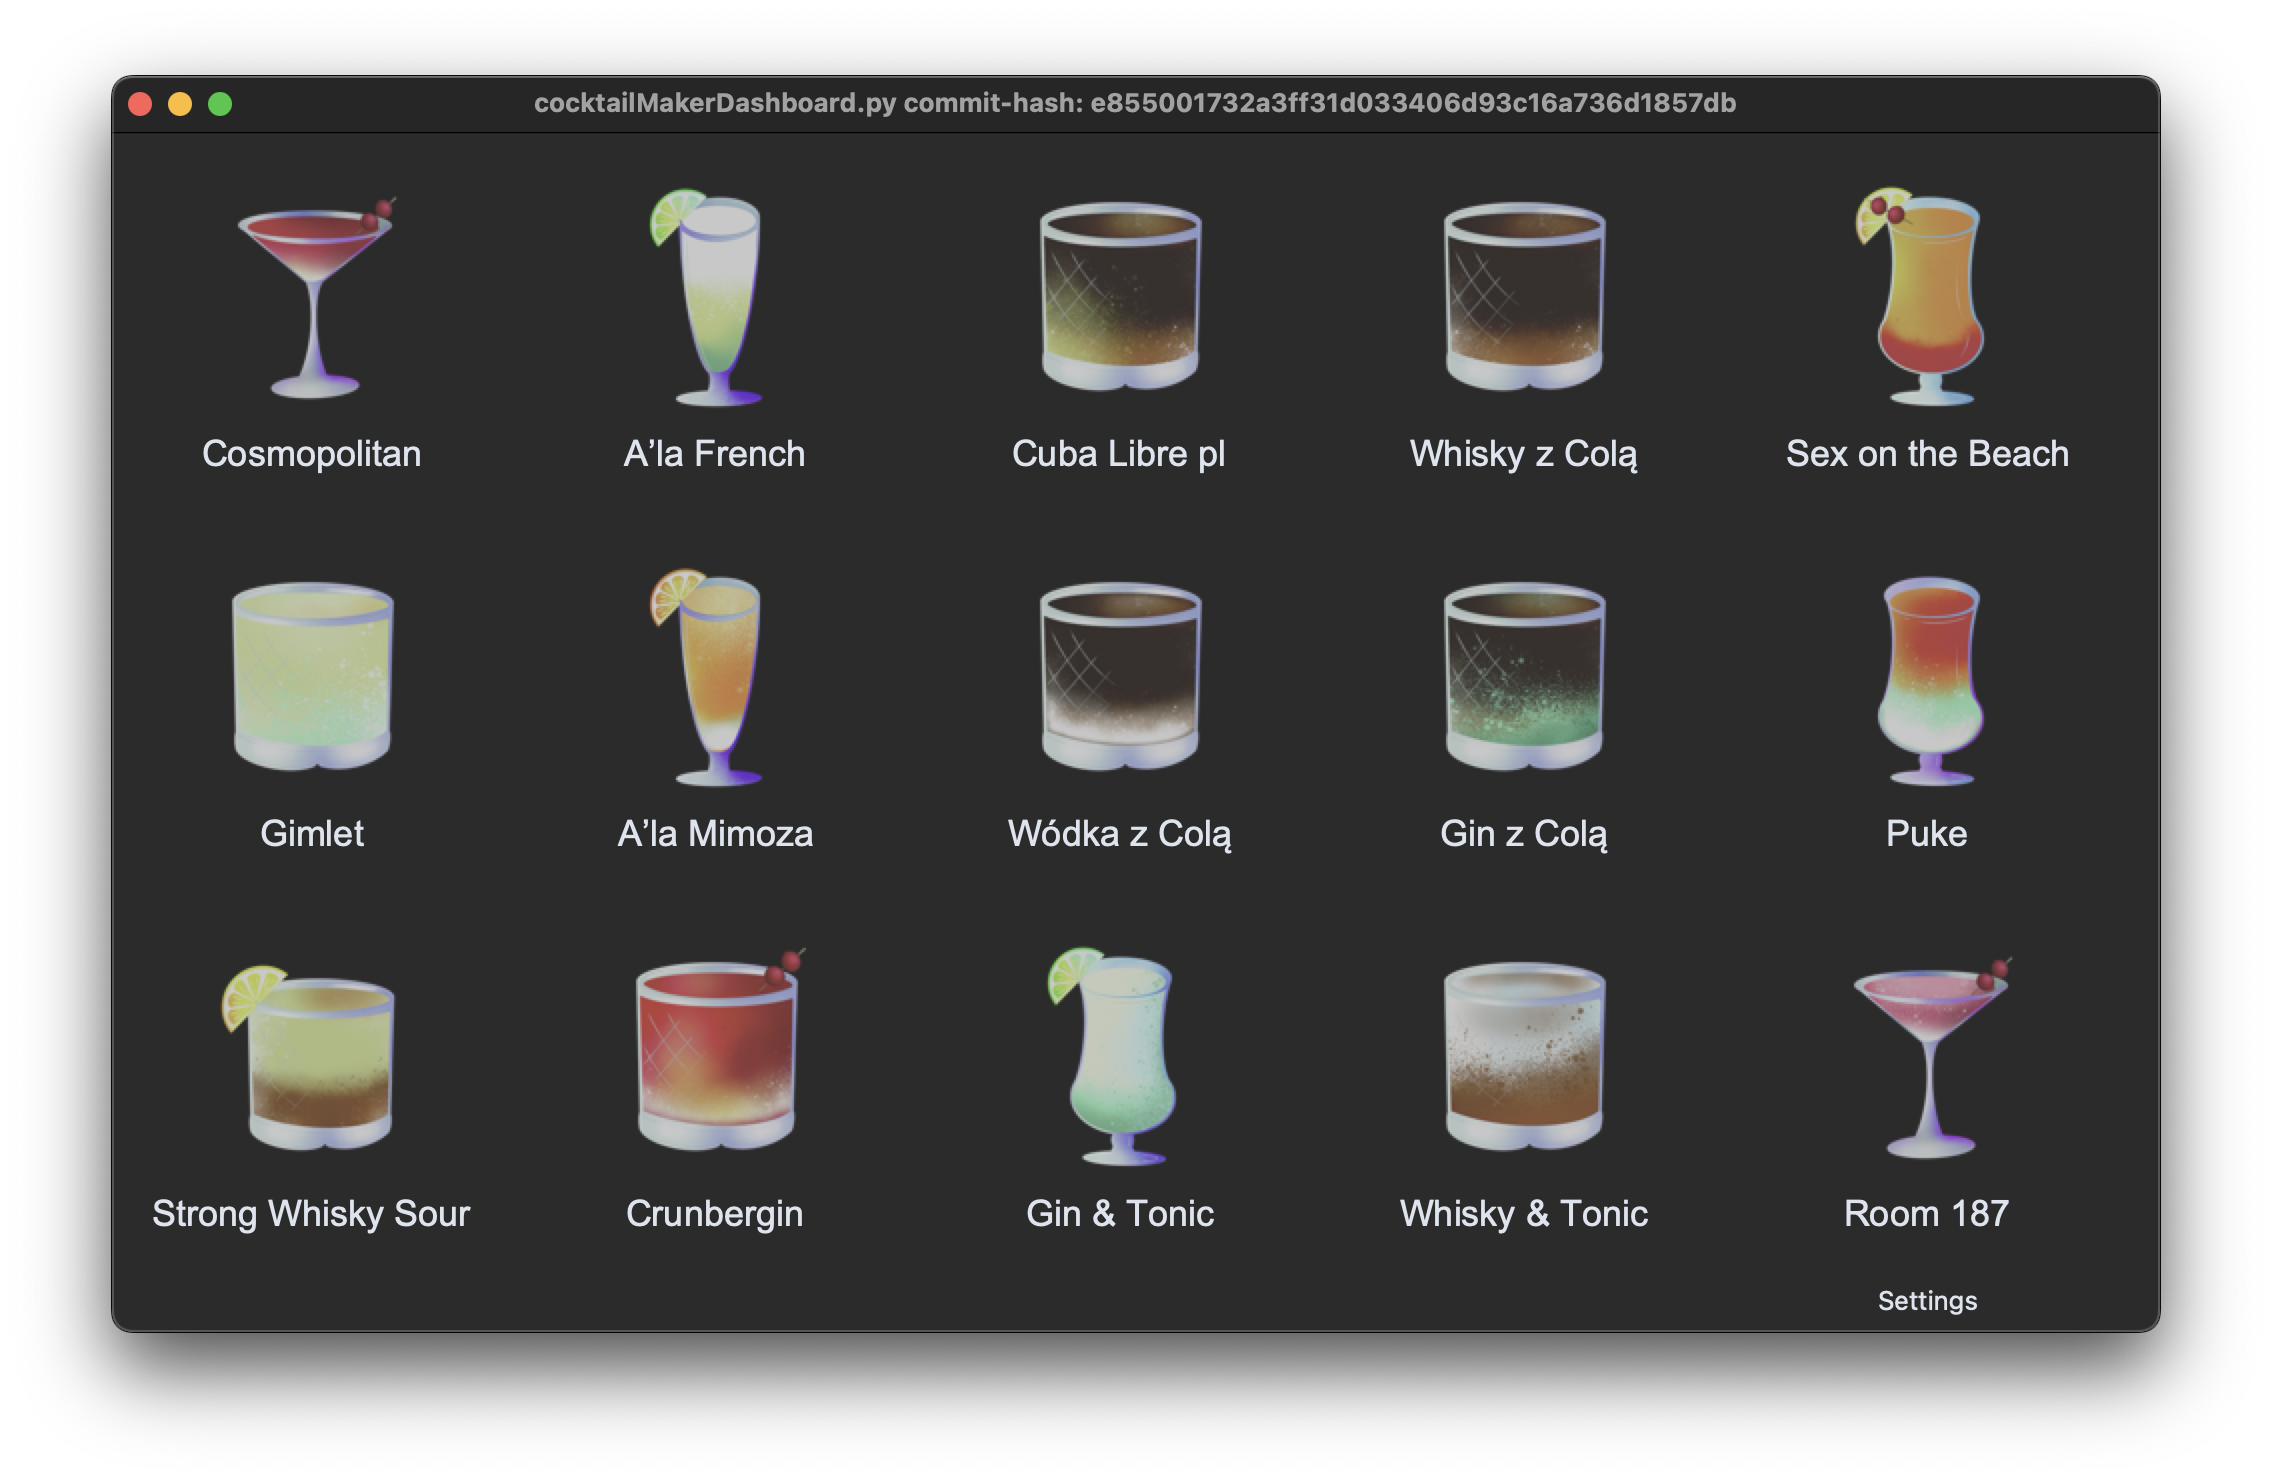 cocktailMakerDashboard.py commit-hash: e855001732a3ff31d033406d93c16a736d1857db
Cosmopolitan
A’la French
Cuba Libre pl
Whisky z Colą
Sex on the Beach
Gimlet
A’la Mimoza
Wódka z Colą
Gin z Colą
Puke
Strong Whisky Sour
Crunbergin
Gin & Tonic
Whisky & Tonic
Room 187
Settings